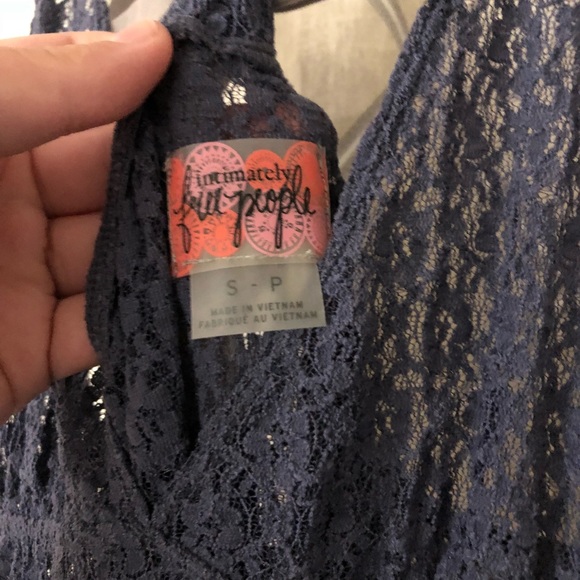 intimately
free people
S - P
MADE IN VIETNAM
FABRIQUÉ AU VIETNAM